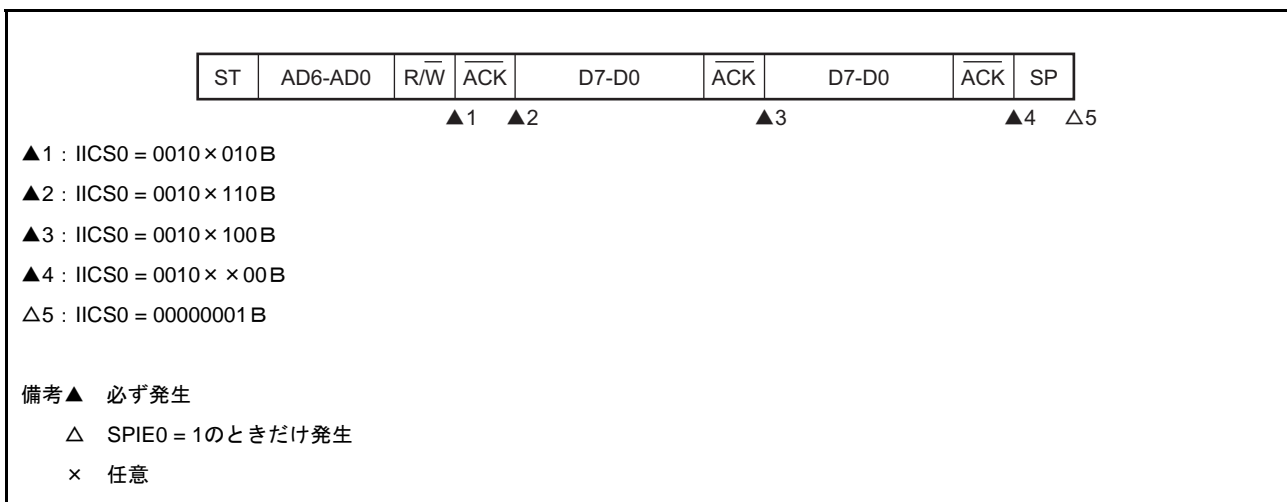 ST AD6-AD0 R/W ACK D7-D0 ACK D7-D0 ACK SP
▲1 ▲2 ▲3 ▲4 △5
▲1：IICS0 = 0010×010B
▲2：IICS0 = 0010×110B
▲3：IICS0 = 0010×100B
▲4：IICS0 = 0010××00B
△5：IICS0 = 00000001B
備考▲ 必ず発生
△ SPIE0 = 1のときだけ発生
× 任意